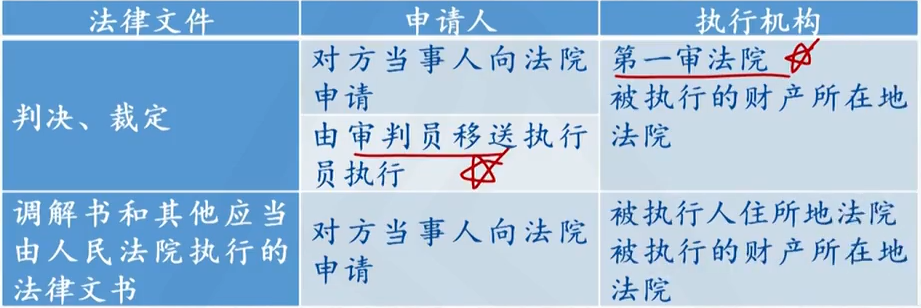 法律文件
申请人
执行机构
判决、裁定
对方当事人向法院
申请
由审判员移送执行
员执行
第一审法院
被执行的财产所在地
法院
调解书和其他应当
由人民法院执行的
法律文书
对方当事人向法院
申请
被执行人住所地法院
被执行的财产所在地
法院